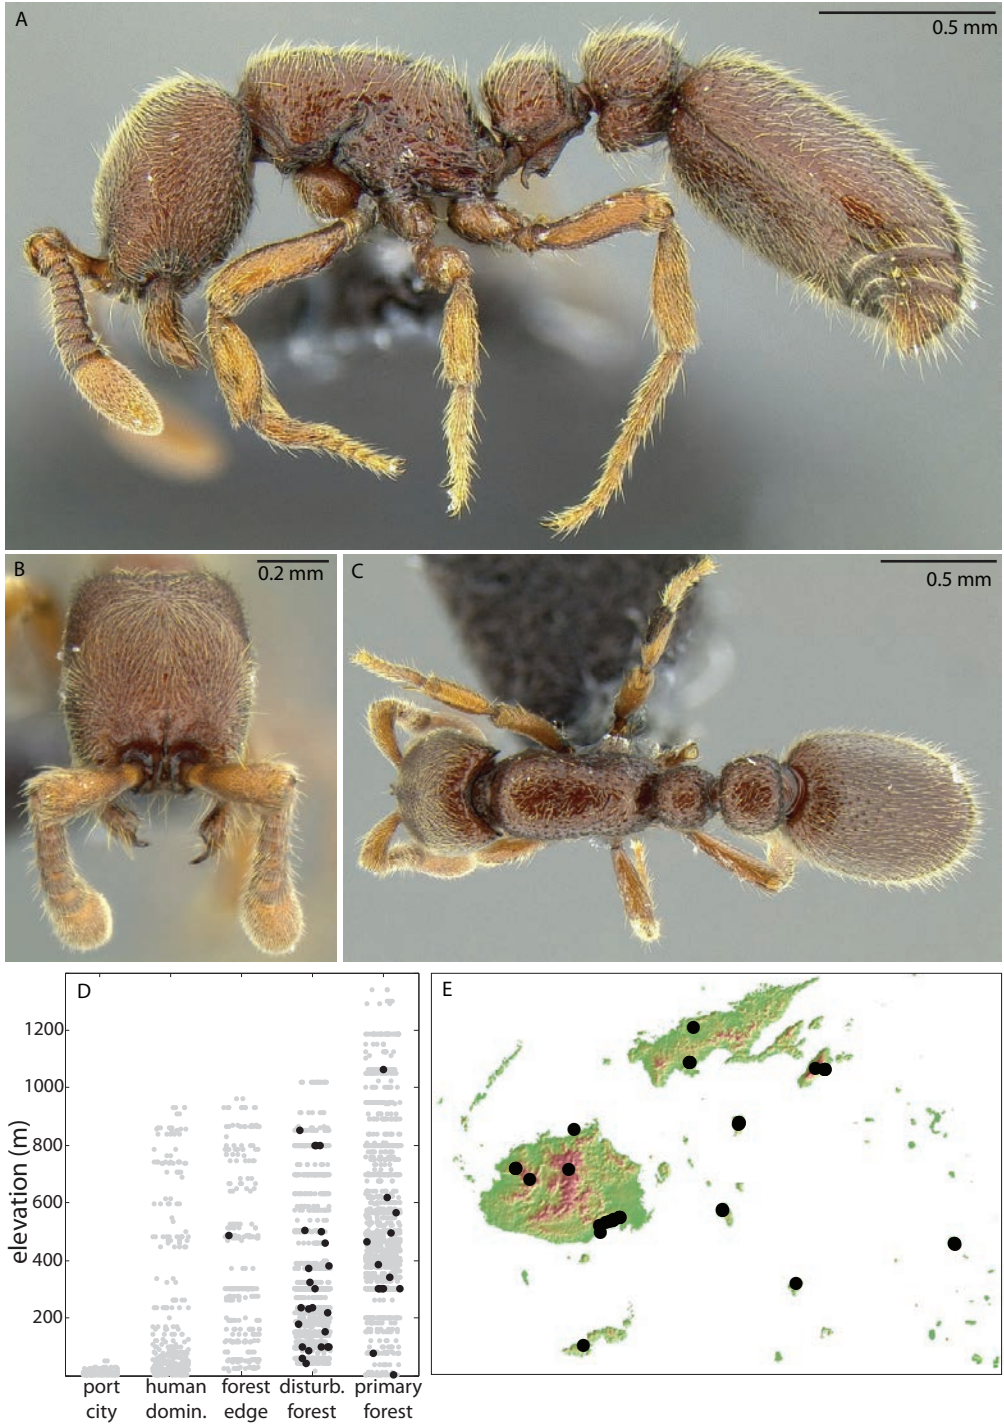 A
0.5 mm
B
0.2 mm
C
0.5 mm
D
E
elevation (m)
1200
1000
800
600
400
200
port city
human domin.
forest edge
disturb. forest
primary forest